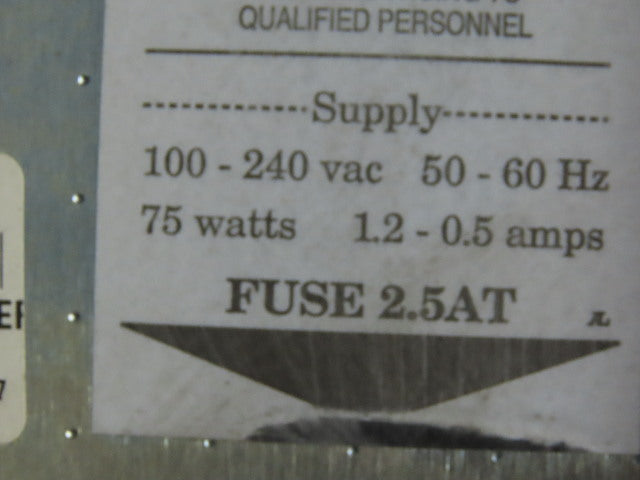 QUALIFIED PERSONNEL
------------Supply------------
100 - 240 vac 50 - 60 Hz
75 watts 1.2 - 0.5 amps
FUSE 2.5AT
7